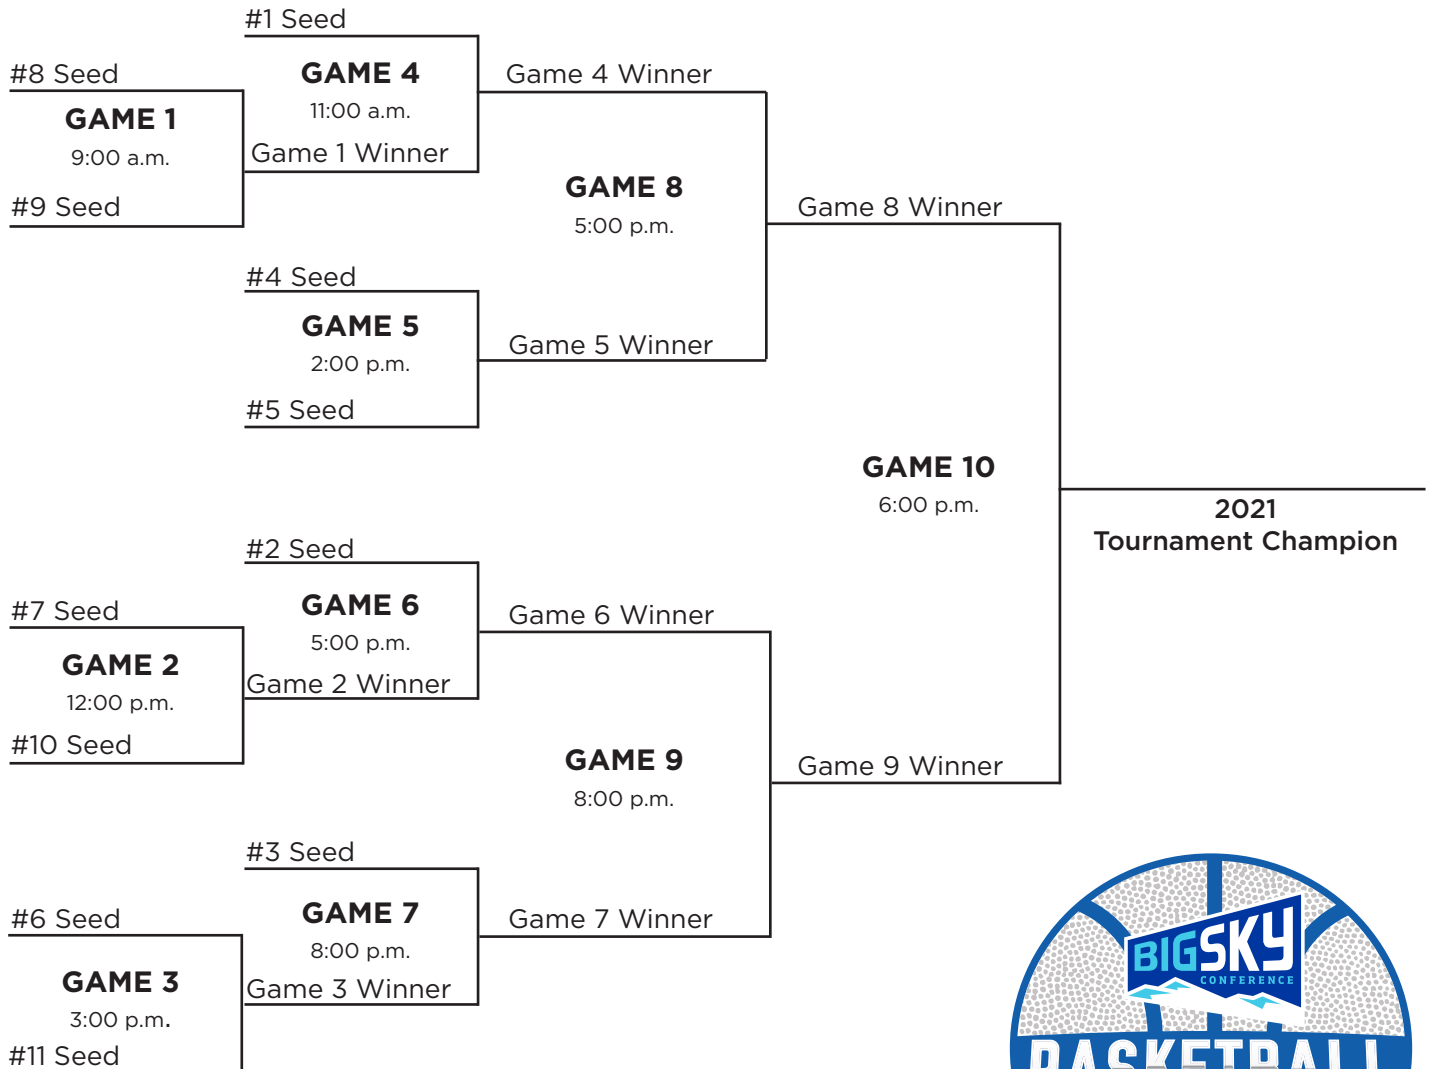 #1 Seed
#8 Seed
GAME 4
Game 4 Winner
GAME 1
11:00 a.m.
9:00 a.m.
Game 1 Winner
GAME 8
#9 Seed
5:00 p.m.
Game 8 Winner
#4 Seed
GAME 5
2:00 p.m.
Game 5 Winner
#5 Seed
GAME 10
6:00 p.m.
2021
Tournament Champion
#2 Seed
#7 Seed
GAME 6
Game 6 Winner
5:00 p.m.
GAME 2
Game 2 Winner
12:00 p.m.
#10 Seed
GAME 9
Game 9 Winner
8:00 p.m.
#3 Seed
#6 Seed
GAME 7
Game 7 Winner
8:00 p.m.
GAME 3
Game 3 Winner
3:00 p.m.
#11 Seed
BIGSKY
CONFERENCE
BASKETBALL